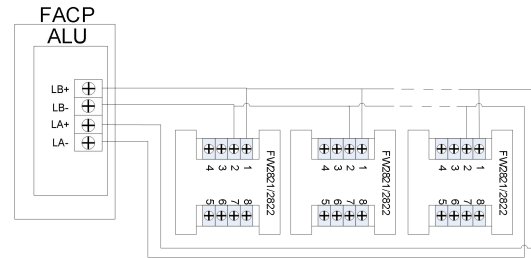 FACP
ALU
LB+
LB-
LA+
LA-
4 3 2 1
5 6 7 8
FW2821/2822
4 3 2 1
5 6 7 8
FW2821/2822
4 3 2 1
5 6 7 8
FW2821/2822